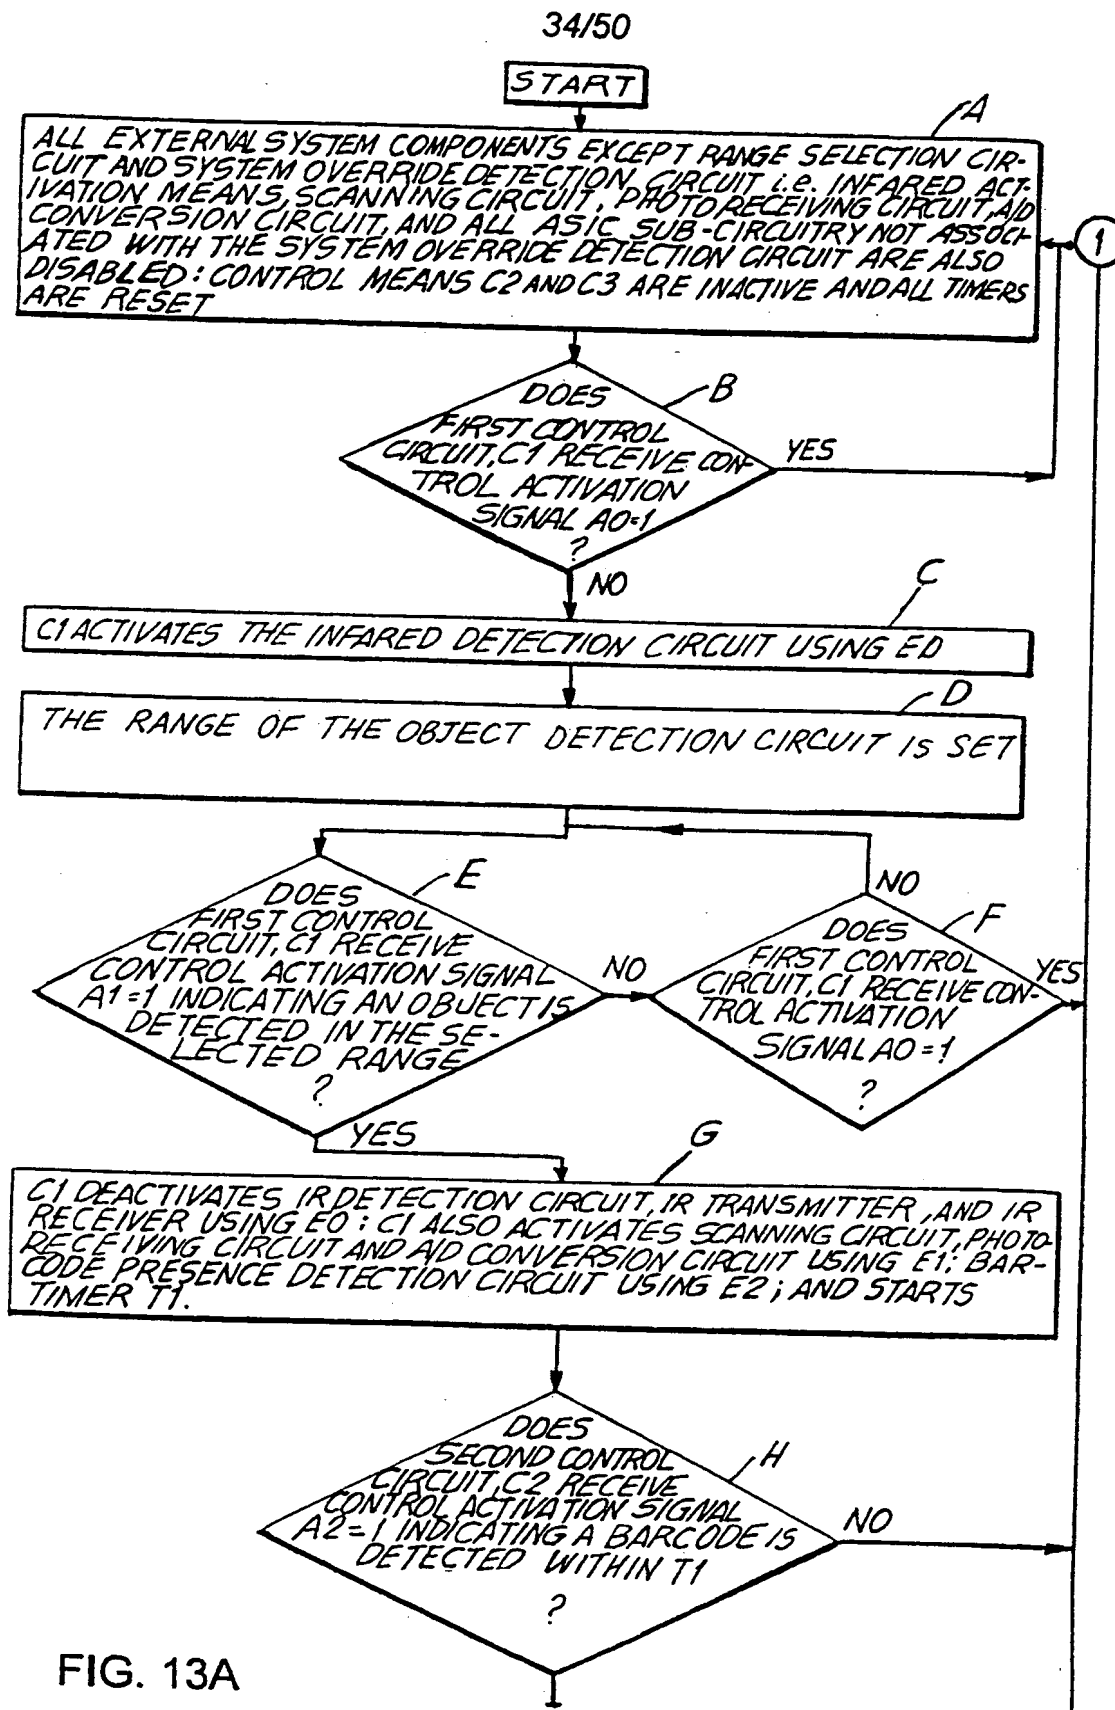 34/50
START
A
ALL EXTERNAL SYSTEM COMPONENTS EXCEPT RANGE SELECTION CIR-
CUIT AND SYSTEM OVERRIDE DETECTION CIRCUIT i.e. INFARED ACT-
IVATION MEANS, SCANNING CIRCUIT, PHOTO RECEIVING CIRCUIT, A/D
CONVERSION CIRCUIT, AND ALL ASIC SUB-CIRCUITRY NOT ASSOCI-
ATED WITH THE SYSTEM OVERRIDE DETECTION CIRCUIT ARE ALSO
DISABLED: CONTROL MEANS C2 AND C3 ARE INACTIVE AND ALL TIMERS
ARE RESET
1
B
DOES
FIRST CONTROL
CIRCUIT, C1 RECEIVE CON-
TROL ACTIVATION
SIGNAL A0=1
?
YES
NO
C
C1 ACTIVATES THE INFARED DETECTION CIRCUIT USING E0
D
THE RANGE OF THE OBJECT DETECTION CIRCUIT IS SET
E
DOES
FIRST CONTROL
CIRCUIT, C1 RECEIVE
CONTROL ACTIVATION SIGNAL
A1=1 INDICATING AN OBJECT IS
DETECTED IN THE SE-
LECTED RANGE
?
NO
YES
NO
F
DOES
FIRST CONTROL
CIRCUIT, C1 RECEIVE CON-
TROL ACTIVATION
SIGNAL A0=1
?
YES
G
C1 DEACTIVATES IR DETECTION CIRCUIT, IR TRANSMITTER, AND IR
RECEIVER USING E0: C1 ALSO ACTIVATES SCANNING CIRCUIT, PHOTO-
RECEIVING CIRCUIT AND A/D CONVERSION CIRCUIT USING E1; BAR-
CODE PRESENCE DETECTION CIRCUIT USING E2; AND STARTS
TIMER T1.
H
DOES
SECOND CONTROL
CIRCUIT, C2 RECEIVE
CONTROL ACTIVATION SIGNAL
A2=1 INDICATING A BARCODE IS
DETECTED WITHIN T1
?
NO
FIG. 13A